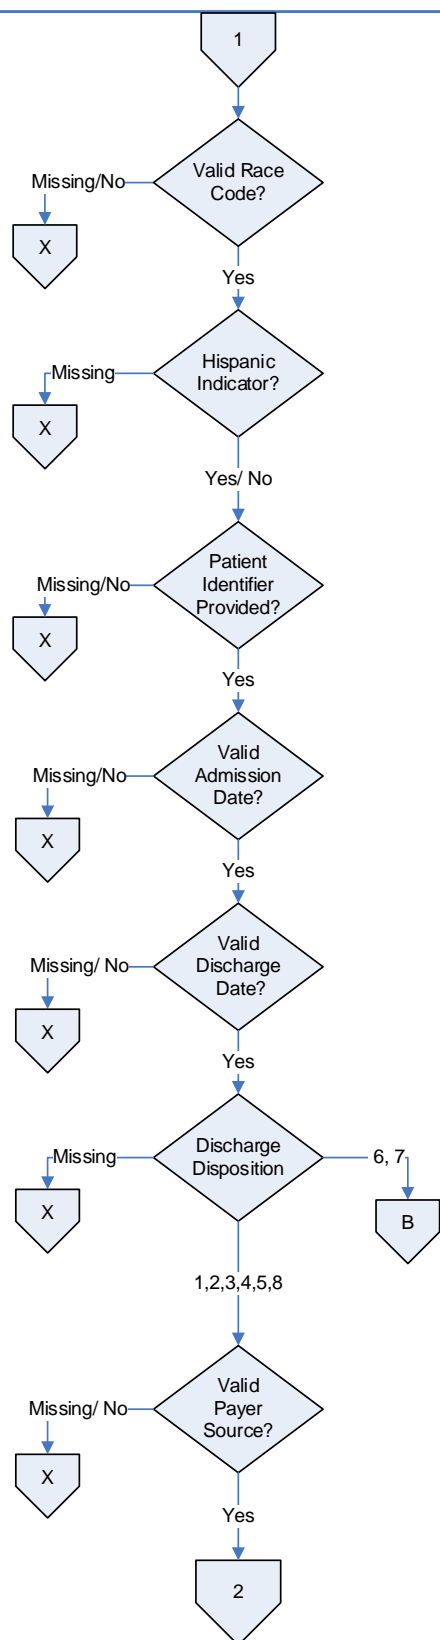 1
Valid Race
Code?
Missing/No
X
Yes
Hispanic
Indicator?
Missing
X
Yes/ No
Patient
Identifier
Provided?
Missing/No
X
Yes
Valid
Admission
Date?
Missing/No
X
Yes
Valid
Discharge
Date?
Missing/ No
X
Yes
Discharge
Disposition
Missing
6, 7
X
B
1,2,3,4,5,8
Valid
Payer
Source?
Missing/ No
X
Yes
2